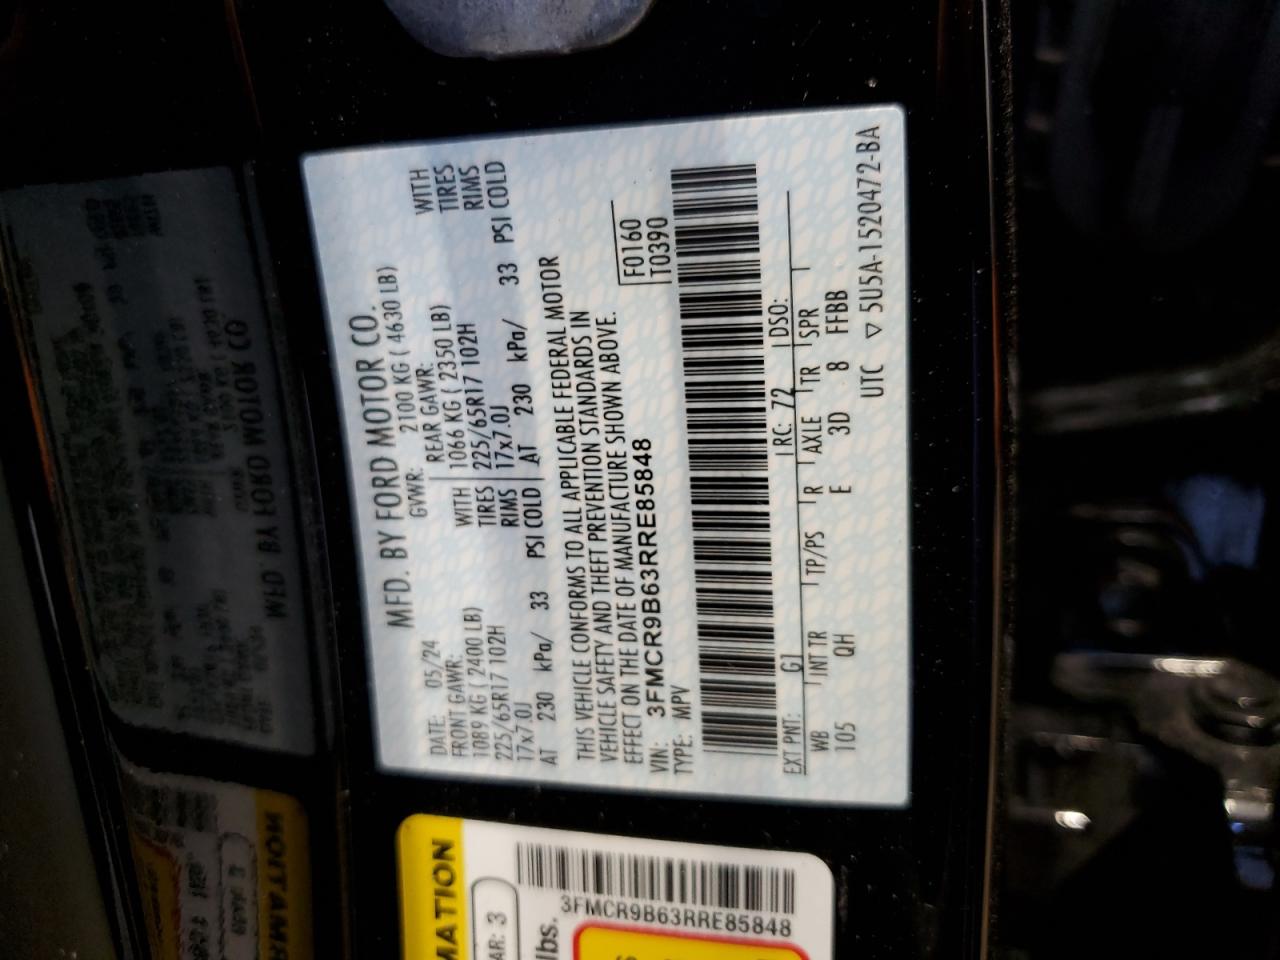 MFD. BY FORD MOTOR CO.
DATE: 05/24 GVWR: 2100 KG ( 4630 LB)
FRONT GAWR: REAR GAWR:
1089 KG ( 2400 LB) WITH 1066 KG ( 2350 LB) WITH
225/65R17 102H TIRES 225/65R17 102H TIRES
17x7.0J RIMS 17x7.0J RIMS
AT 230 kPa/ 33 PSI COLD AT 230 kPa/ 33 PSI COLD
THIS VEHICLE CONFORMS TO ALL APPLICABLE FEDERAL MOTOR
VEHICLE SAFETY AND THEFT PREVENTION STANDARDS IN
EFFECT ON THE DATE OF MANUFACTURE SHOWN ABOVE.
VIN: 3FMCR9B63RRE85848 F0160
TYPE: MPV T0390
EXT PNT: G1 RC: 72 DSO:
WB INT TR TP/PS R AXLE TR SPR
105 QH E 3D 8 FFBB
UTC ▽ 5U5A-1520472-BA
MATION
AR: 3
3FMCR9B63RRE85848
lbs.